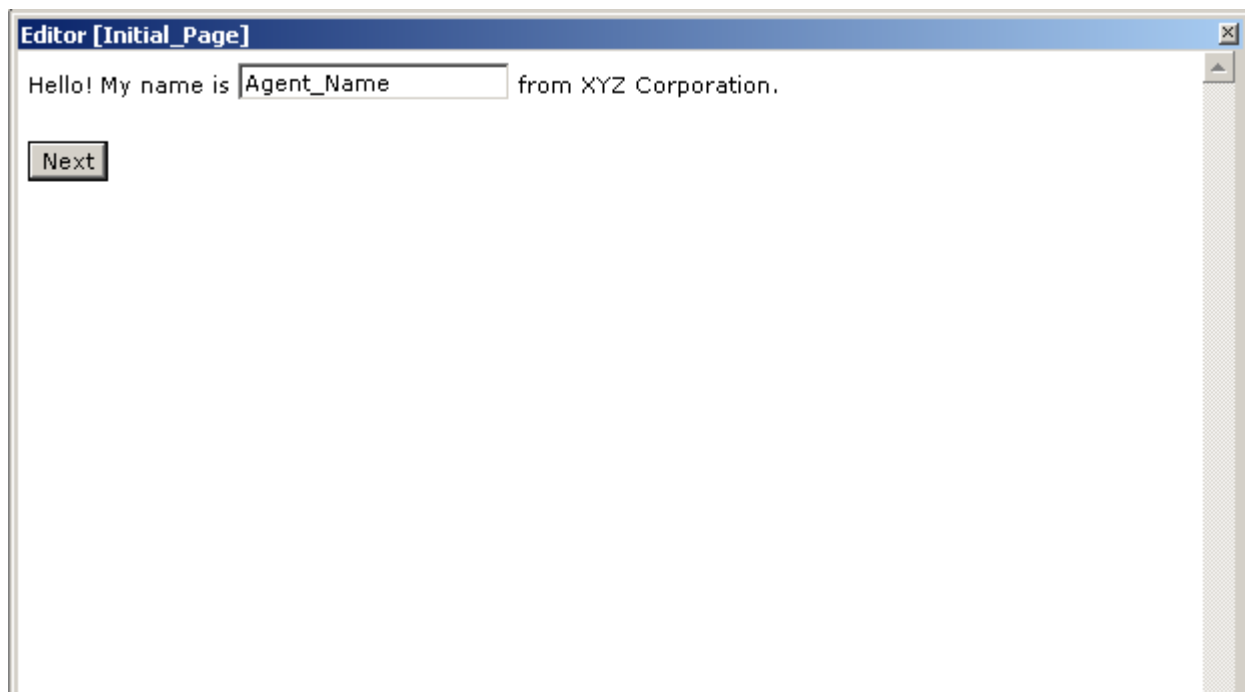 Editor [Initial_Page]
Hello! My name is Agent_Name from XYZ Corporation.
Next